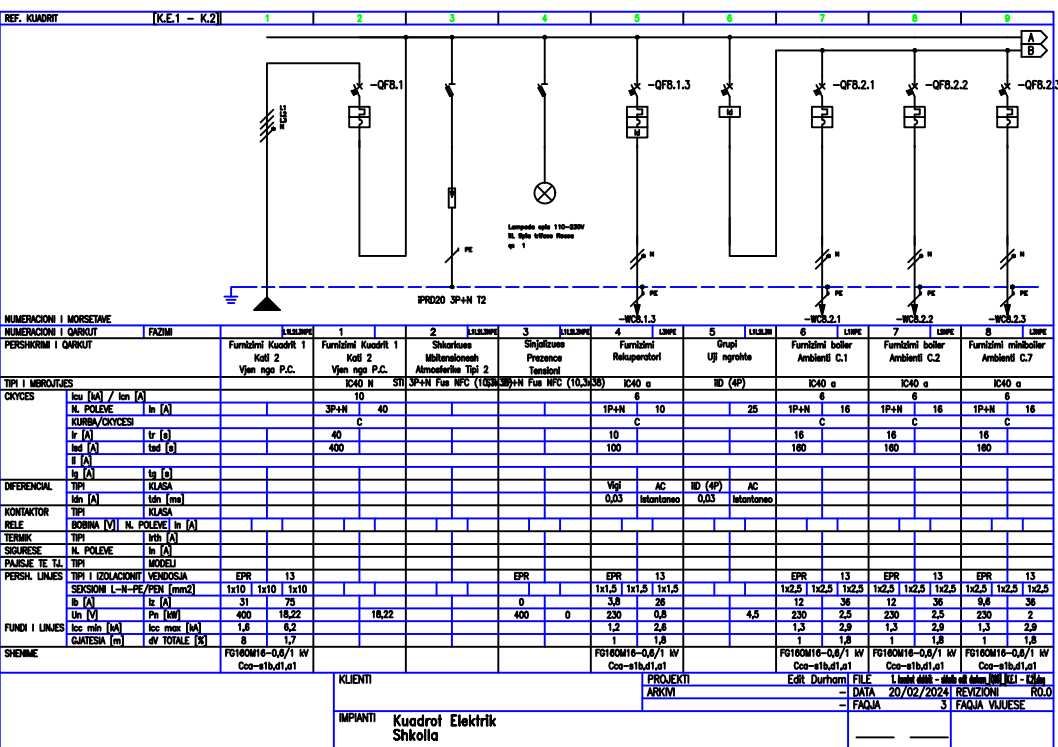 REF. KUADRIT [K.E.1 - K.2] 1 2 3 4 5 6 7 8 9
A
B
-QF8.1 -QF8.1.3 -QF8.2.1 -QF8.2.2 -QF8.2.3
N
Id Id
Lampada spia 110-230V
PE N N N N
PE PE PE PE
iPRD20 3P+N T2
-WC8.1.3 -WC8.2.1 -WC8.2.2 -WC8.2.3
NUMERACIONI I MORSETAVE
NUMERACIONI I QARKUT FAZIMI L1L2L3NPE 1 2 L1L2L3NPE 3 L1L2L3NPE 4 L3NPE 5 L1L2L3N 6 L1NPE 7 L2NPE 8 L3NPE
PERSHKRIMI I QARKUT Furnizimi Kuadrit 1 Furnizimi Kuadrit 1 Shkarkues Sinjalizues Furnizimi Grupi Furnizimi boiler Furnizimi boiler Furnizimi miniboiler
Kati 2 Kati 2 Mbitensionesh Prezence Rekuperatori Uji ngrohte Ambienti C.1 Ambienti C.2 Ambienti C.7
Vjen nga P.C. Vjen nga P.C. Atmosferike Tipi 2 Tensioni
TIPI I MBROJTJES iC40 N STI 3P+N Fus NFC 3P+N Fus NFC (10,3x38) iC40 a iID (4P) iC40 a iC40 a iC40 a
CKYCES Icu [kA] / Icn [A] 10 6 6 6 6
N. POLEVE In [A] 3P+N 40 1P+N 10 25 1P+N 16 1P+N 16 1P+N 16
KURBA/CKYCESI C C C C C
Ir [A] tr [s] 40 10 16 16 16
Isd [A] tsd [s] 400 100 160 160 160
Ii [A]
Ig [A] tg [s]
DIFERENCIAL TIPI KLASA Vigi AC iID (4P) AC
Idn [A] tdn [ms] 0,03 Istantaneo 0,03 Istantaneo
KONTAKTOR TIPI KLASA
RELE BOBINA [V] N. POLEVE In [A]
TERMIK TIPI Irth [A]
SIGURESE N. POLEVE In [A]
PAJISJE TE TJ. TIPI MODELI
PERSH. LINJES TIPI I IZOLACIONIT VENDOSJA EPR 13 EPR EPR 13 EPR 13 EPR 13 EPR 13
SEKSIONI L-N-PE/PEN [mm2] 1x10 1x10 1x10 1x1,5 1x1,5 1x1,5 1x2,5 1x2,5 1x2,5 1x2,5 1x2,5 1x2,5 1x2,5 1x2,5 1x2,5
Ib [A] Iz [A] 31 75 0 3,8 26 12 36 12 36 9,6 36
Un [V] Pn [kW] 400 18,22 18,22 400 0 230 0,8 4,5 230 2,5 230 2,5 230 2
FUNDI I LINJES Icc min [kA] Icc max [kA] 1,6 6,2 1,2 2,6 1,3 2,9 1,3 2,9 1,3 2,9
GJATESIA [m] dV TOTALE [%] 8 1,7 1 1,8 1 1,8 1 1,8 1 1,8
SHENIME FG16OM16-0,6/1 kV FG16OM16-0,6/1 kV FG16OM16-0,6/1 kV FG16OM16-0,6/1 kV FG16OM16-0,6/1 kV
Cca-s1b,d1,a1 Cca-s1b,d1,a1 Cca-s1b,d1,a1 Cca-s1b,d1,a1 Cca-s1b,d1,a1
KLIENTI PROJEKTI Edit Durham FILE
ARKIVI - DATA 20/02/2024 REVIZIONI R0.0
- FAQJA 3 FAQJA VIJUESE
IMPIANTI Kuadrot Elektrik
Shkolla